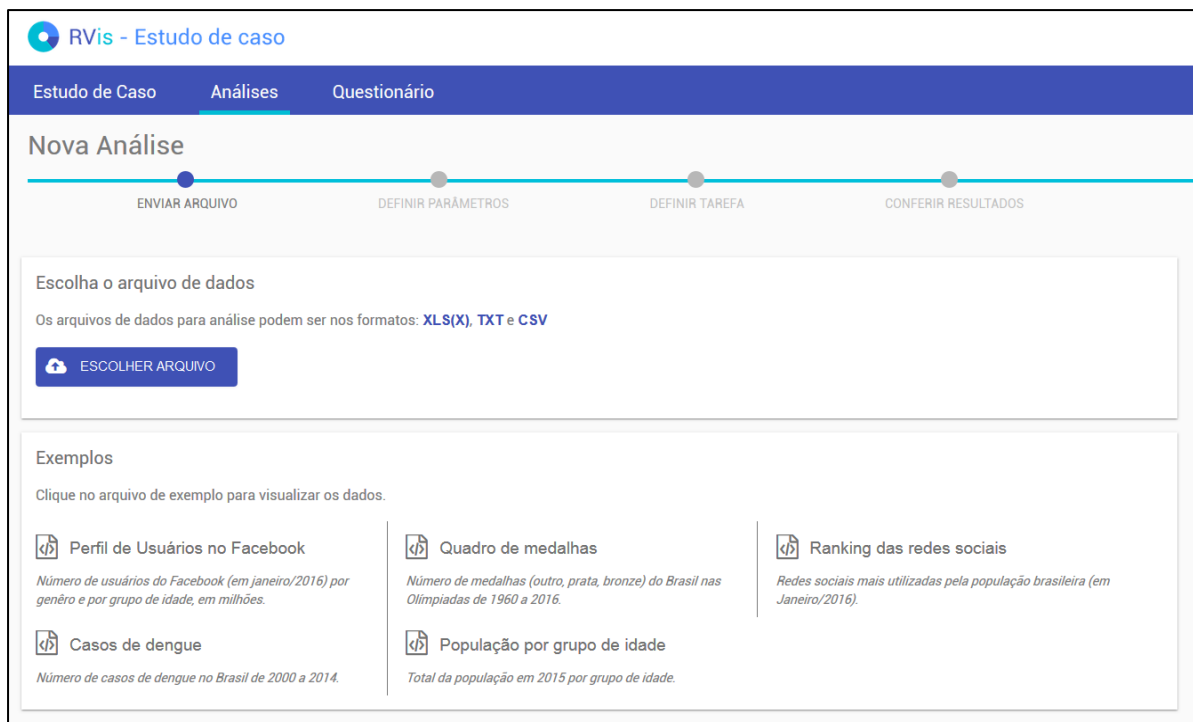 RVis - Estudo de caso
Estudo de Caso Análises Questionário
Nova Análise
ENVIAR ARQUIVO DEFINIR PARÂMETROS DEFINIR TAREFA CONFERIR RESULTADOS
Escolha o arquivo de dados
Os arquivos de dados para análise podem ser nos formatos: XLS(X), TXT e CSV
ESCOLHER ARQUIVO
Exemplos
Clique no arquivo de exemplo para visualizar os dados.
Perfil de Usuários no Facebook
Número de usuários do Facebook (em janeiro/2016) por
genêro e por grupo de idade, em milhões.
Quadro de medalhas
Número de medalhas (outro, prata, bronze) do Brasil nas
Olímpiadas de 1960 a 2016.
Ranking das redes sociais
Redes sociais mais utilizadas pela população brasileira (em
Janeiro/2016).
Casos de dengue
Número de casos de dengue no Brasil de 2000 a 2014.
População por grupo de idade
Total da população em 2015 por grupo de idade.